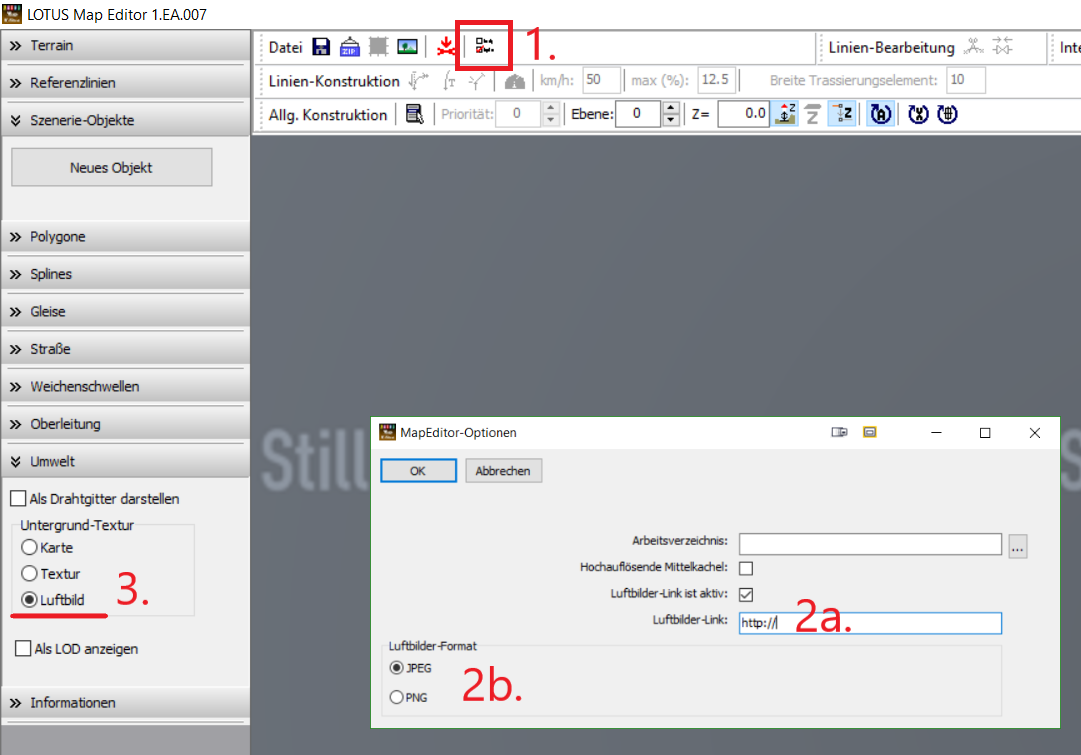 LOTUS Map Editor 1.EA.007
Terrain
Referenzlinien
Szenerie-Objekte
Neues Objekt
Polygone
Splines
Gleise
Straße
Weichenschwellen
Oberleitung
Umwelt
Als Drahtgitter darstellen
Untergrund-Textur
Karte
Textur
Luftbild
3.
Als LOD anzeigen
Informationen
Datei ZIP 1. Linien-Bearbeitung Inte
Linien-Konstruktion km/h: 50 max (%): 12.5 Breite Trassierungselement: 10
Allg. Konstruktion Priorität: 0 Ebene: 0 Z= 0.0
Still
S
MapEditor-Optionen
OK Abbrechen
Arbeitsverzeichnis: ...
Hochauflösende Mittelkachel:
Luftbilder-Link ist aktiv:
Luftbilder-Link: http:// 2a.
Luftbilder-Format
JPEG
2b.
PNG